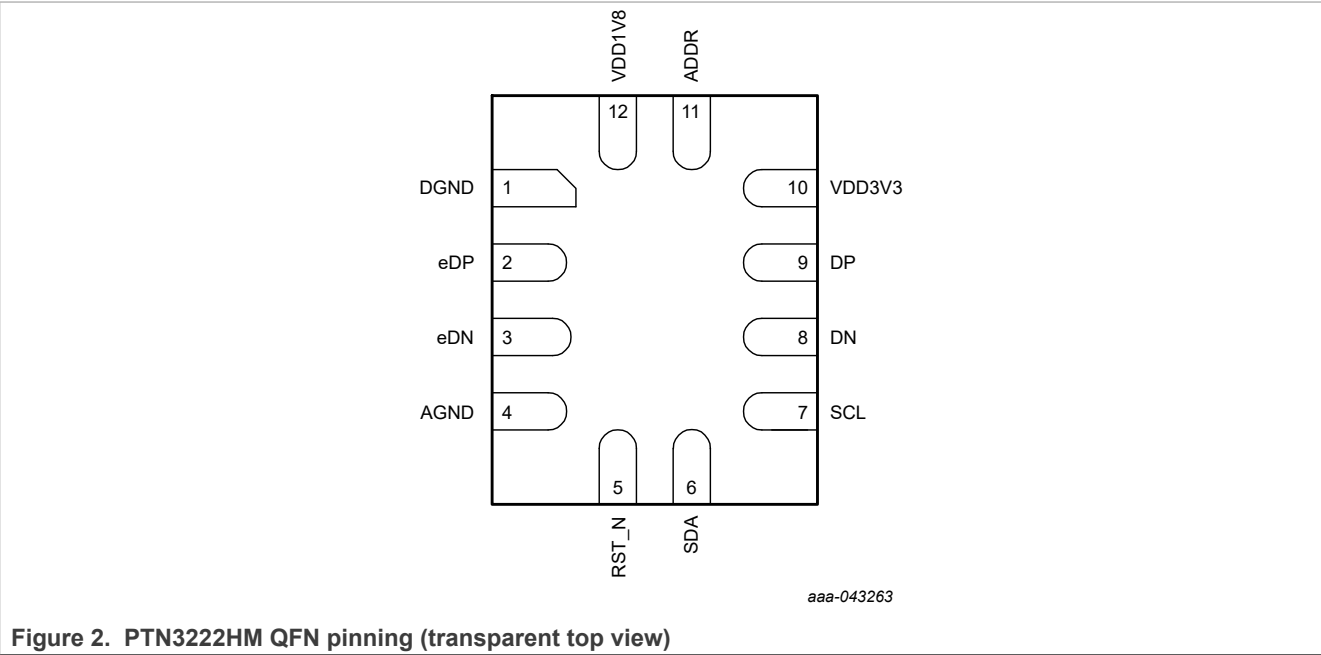 VDD1V8
ADDR
12
11
DGND
1
10
VDD3V3
eDP
2
9
DP
eDN
3
8
DN
AGND
4
7
SCL
5
6
RST_N
SDA
aaa-043263
Figure 2. PTN3222HM QFN pinning (transparent top view)